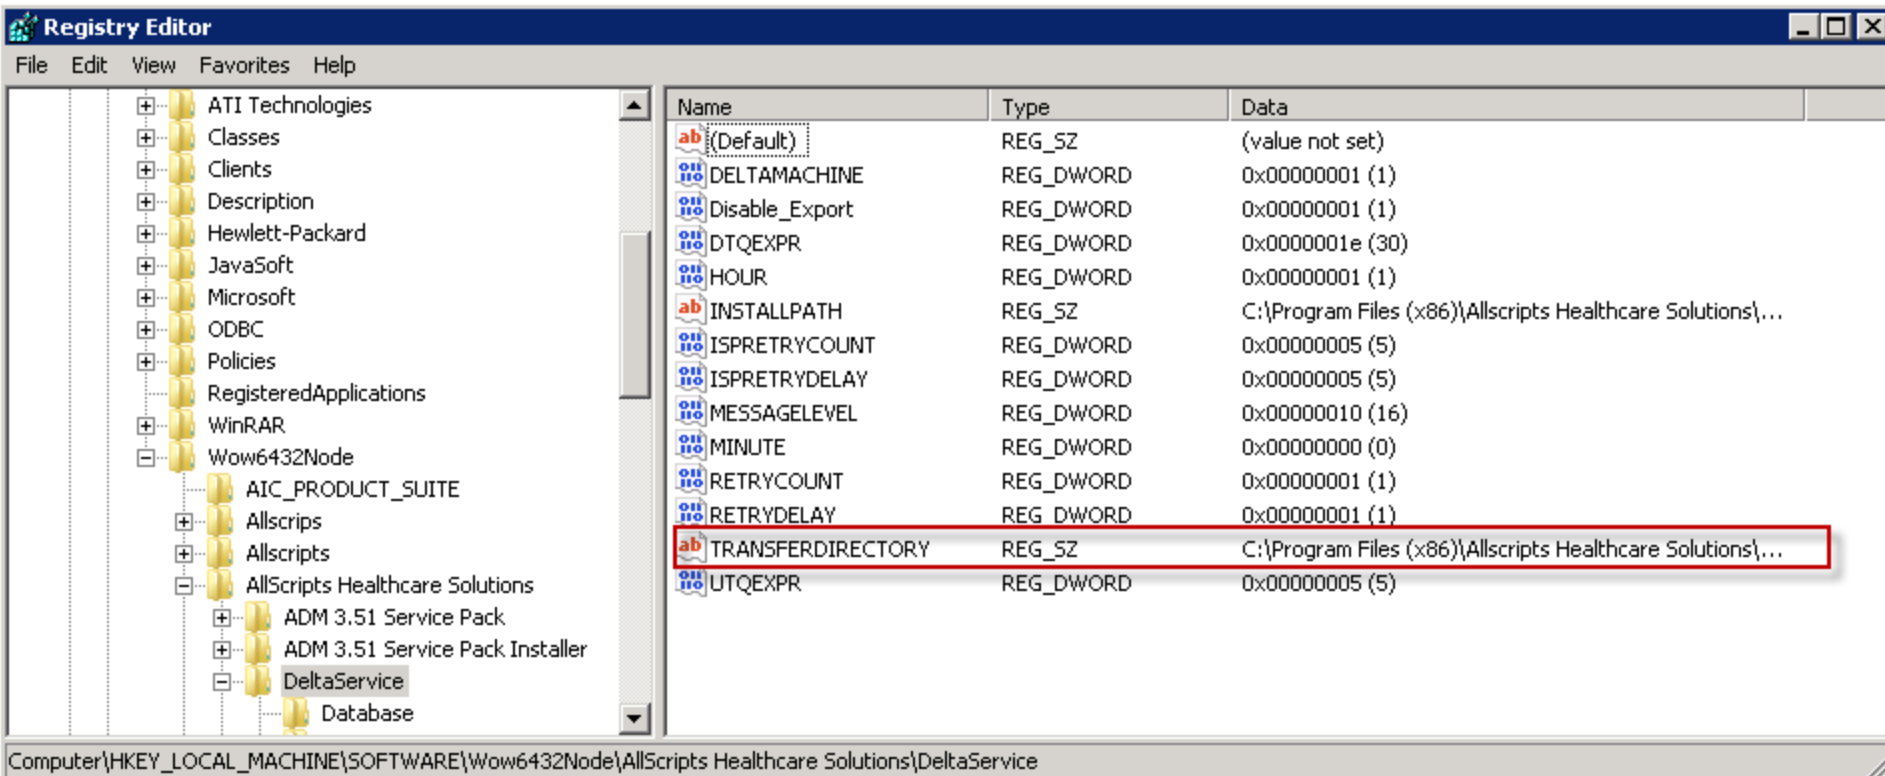 Registry Editor
File Edit View Favorites Help
ATI Technologies
Classes
Clients
Description
Hewlett-Packard
JavaSoft
Microsoft
ODBC
Policies
RegisteredApplications
WinRAR
Wow6432Node
AIC_PRODUCT_SUITE
Allscrips
Allscripts
AllScripts Healthcare Solutions
ADM 3.51 Service Pack
ADM 3.51 Service Pack Installer
DeltaService
Database
Name Type Data
(Default) REG_SZ (value not set)
DELTAMACHINE REG_DWORD 0x00000001 (1)
Disable_Export REG_DWORD 0x00000001 (1)
DTQEXPR REG_DWORD 0x0000001e (30)
HOUR REG_DWORD 0x00000001 (1)
INSTALLPATH REG_SZ C:\Program Files (x86)\Allscripts Healthcare Solutions\...
ISPRETRYCOUNT REG_DWORD 0x00000005 (5)
ISPRETRYDELAY REG_DWORD 0x00000005 (5)
MESSAGELEVEL REG_DWORD 0x00000010 (16)
MINUTE REG_DWORD 0x00000000 (0)
RETRYCOUNT REG_DWORD 0x00000001 (1)
RETRYDELAY REG_DWORD 0x00000001 (1)
TRANSFERDIRECTORY REG_SZ C:\Program Files (x86)\Allscripts Healthcare Solutions\...
UTQEXPR REG_DWORD 0x00000005 (5)
Computer\HKEY_LOCAL_MACHINE\SOFTWARE\Wow6432Node\AllScripts Healthcare Solutions\DeltaService